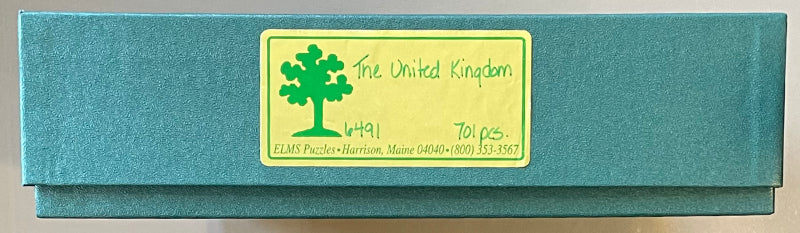 The United Kingdom
6491 701 pcs.
ELMS Puzzles • Harrison, Maine 04040 • (800) 353-3567